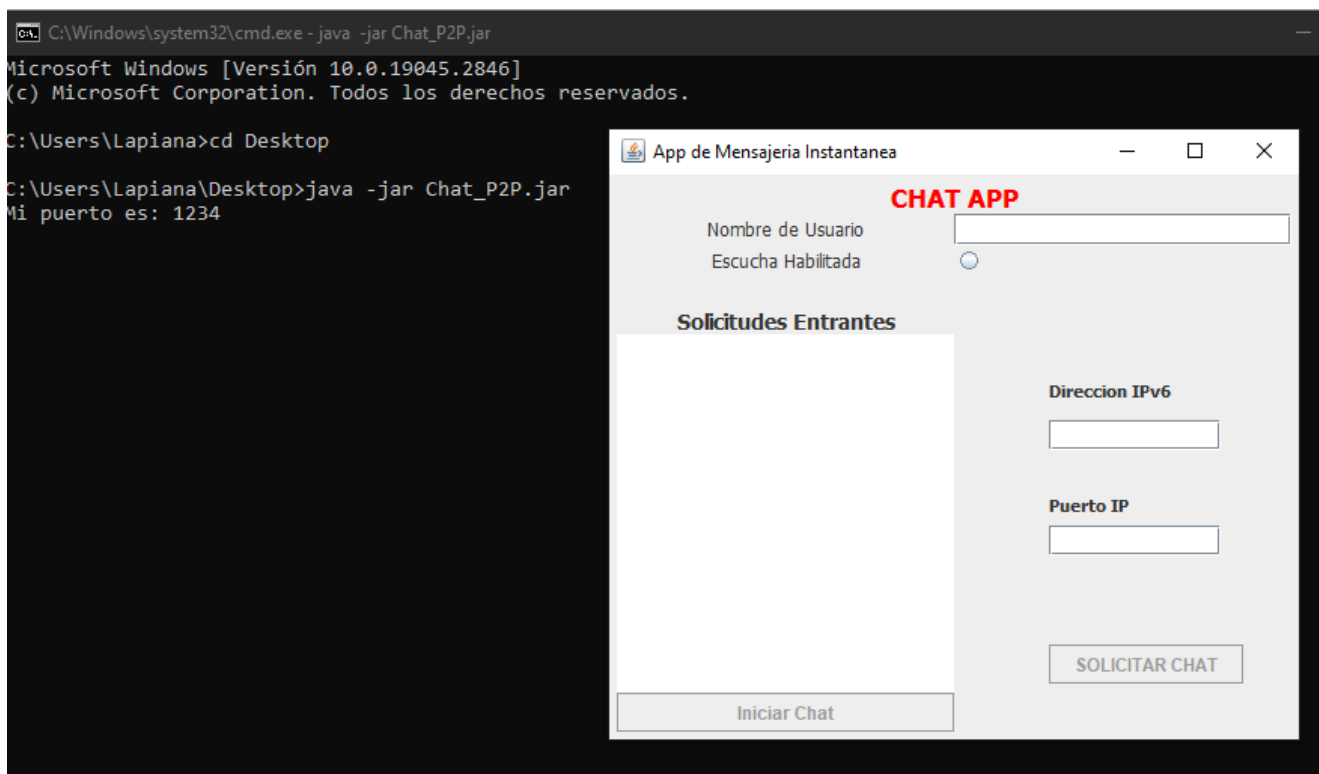 C:\Windows\system32\cmd.exe - java -jar Chat_P2P.jar
Microsoft Windows [Versión 10.0.19045.2846]
(c) Microsoft Corporation. Todos los derechos reservados.
C:\Users\Lapiana>cd Desktop
C:\Users\Lapiana\Desktop>java -jar Chat_P2P.jar
Mi puerto es: 1234
App de Mensajeria Instantanea
CHAT APP
Nombre de Usuario
Escucha Habilitada
Solicitudes Entrantes
Direccion IPv6
Puerto IP
SOLICITAR CHAT
Iniciar Chat